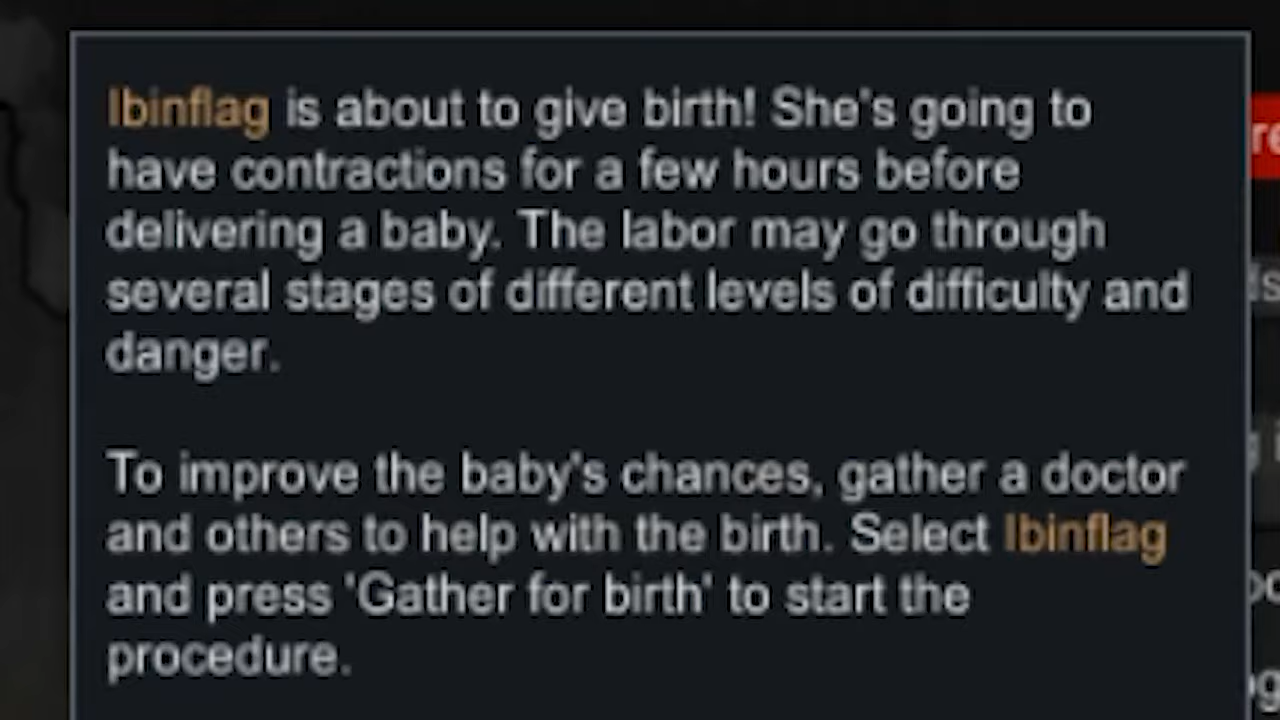 Ibinflag is about to give birth! She's going to
have contractions for a few hours before
delivering a baby. The labor may go through
several stages of different levels of difficulty and
danger.
To improve the baby's chances, gather a doctor
and others to help with the birth. Select Ibinflag
and press 'Gather for birth' to start the
procedure.